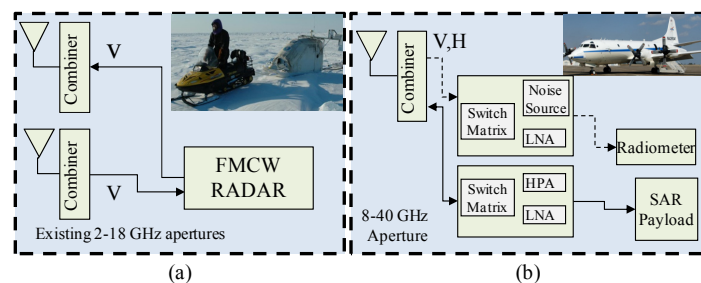 Combiner
V
Combiner
V
FMCW
RADAR
Existing 2-18 GHz apertures
(a)
Combiner
V,H
Switch
Matrix
Noise
Source
LNA
Radiometer
Switch
Matrix
HPA
LNA
SAR
Payload
8-40 GHz
Aperture
(b)